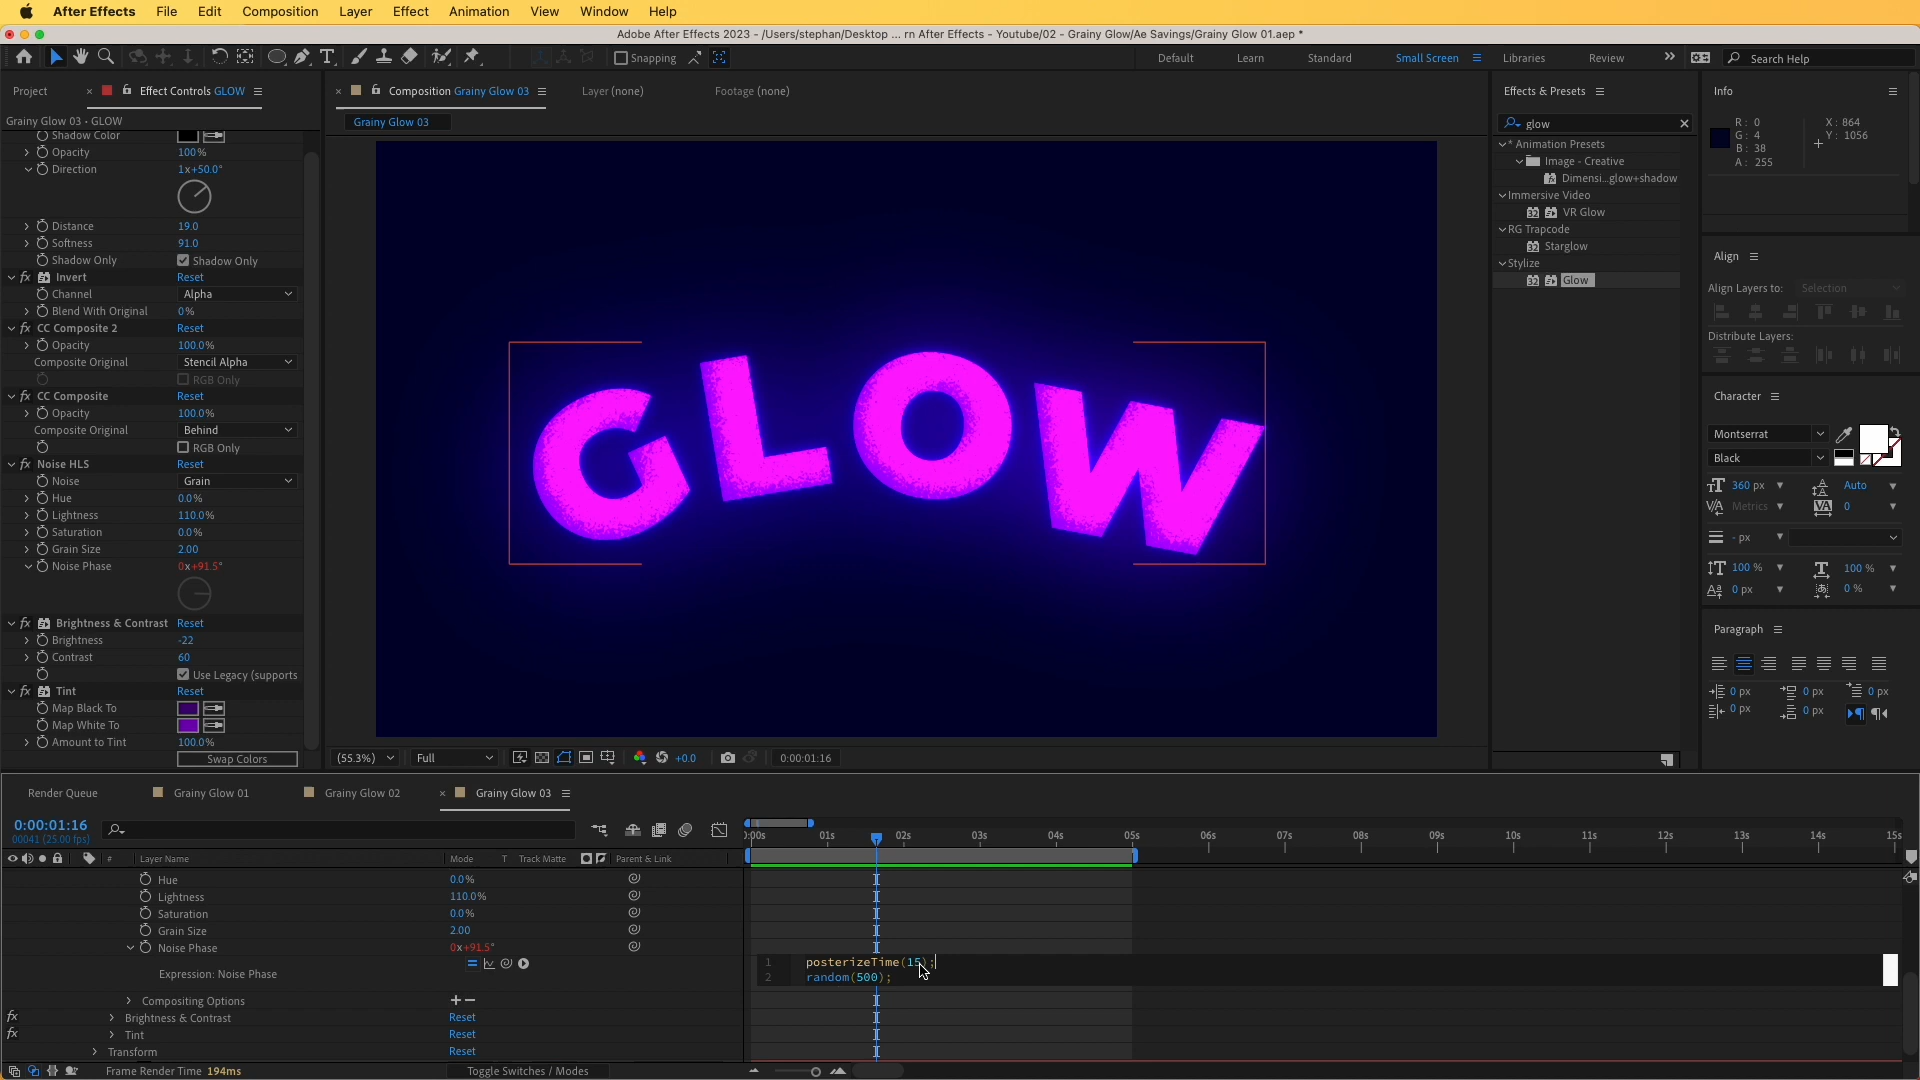 After Effects File Edit Composition Layer Effect Animation View Window Help
Adobe After Effects 2023 - /Users/stephan/Desktop ... rn After Effects - Youtube/02 - Grainy Glow/Ae Savings/Grainy Glow 01.aep *
Snapping Default Learn Standard Small Screen Libraries Review Search Help
Project Effect Controls GLOW
Grainy Glow 03 • GLOW
Shadow Color
Opacity 100%
Direction 1x+50.0°
Distance 19.0
Softness 91.0
Shadow Only Shadow Only
fx Invert Reset
Channel Alpha
Blend With Original 0%
fx CC Composite 2 Reset
Opacity 100.0%
Composite Original Stencil Alpha
RGB Only
fx CC Composite Reset
Opacity 100.0%
Composite Original Behind
RGB Only
fx Noise HLS Reset
Noise Grain
Hue 0.0%
Lightness 110.0%
Saturation 0.0%
Grain Size 2.00
Noise Phase 0x+91.5°
fx Brightness & Contrast Reset
Brightness -22
Contrast 60
Use Legacy (supports
fx Tint Reset
Map Black To
Map White To
Amount to Tint 100.0%
Swap Colors
Composition Grainy Glow 03 Layer (none) Footage (none)
Grainy Glow 03
GLOW
(55.3%) Full +0.0 0:00:01:16
Effects & Presets
glow
* Animation Presets
Image - Creative
Dimensi...glow+shadow
Immersive Video
32 VR Glow
RG Trapcode
32 Starglow
Stylize
32 Glow
Info
R: 0 X: 864
G: 4 Y: 1056
B: 38
A: 255
Align
Align Layers to: Selection
Distribute Layers:
Character
Montserrat
Black
360 px Auto
Metrics 0
- px
100 % 100 %
0 px 0 %
Paragraph
0 px 0 px 0 px
0 px 0 px
Render Queue Grainy Glow 01 Grainy Glow 02 Grainy Glow 03
0:00:01:16
00041 (25.00 fps)
):00s 01s 02s 03s 04s 05s 06s 07s 08s 09s 10s 11s 12s 13s 14s 15s
# Layer Name Mode T Track Matte Parent & Link
Hue 0.0%
Lightness 110.0%
Saturation 0.0%
Grain Size 2.00
Noise Phase 0x+91.5°
Expression: Noise Phase
1 posterizeTime(15);
2 random(500);
Compositing Options
fx Brightness & Contrast Reset
fx Tint Reset
Transform Reset
Frame Render Time 194ms Toggle Switches / Modes